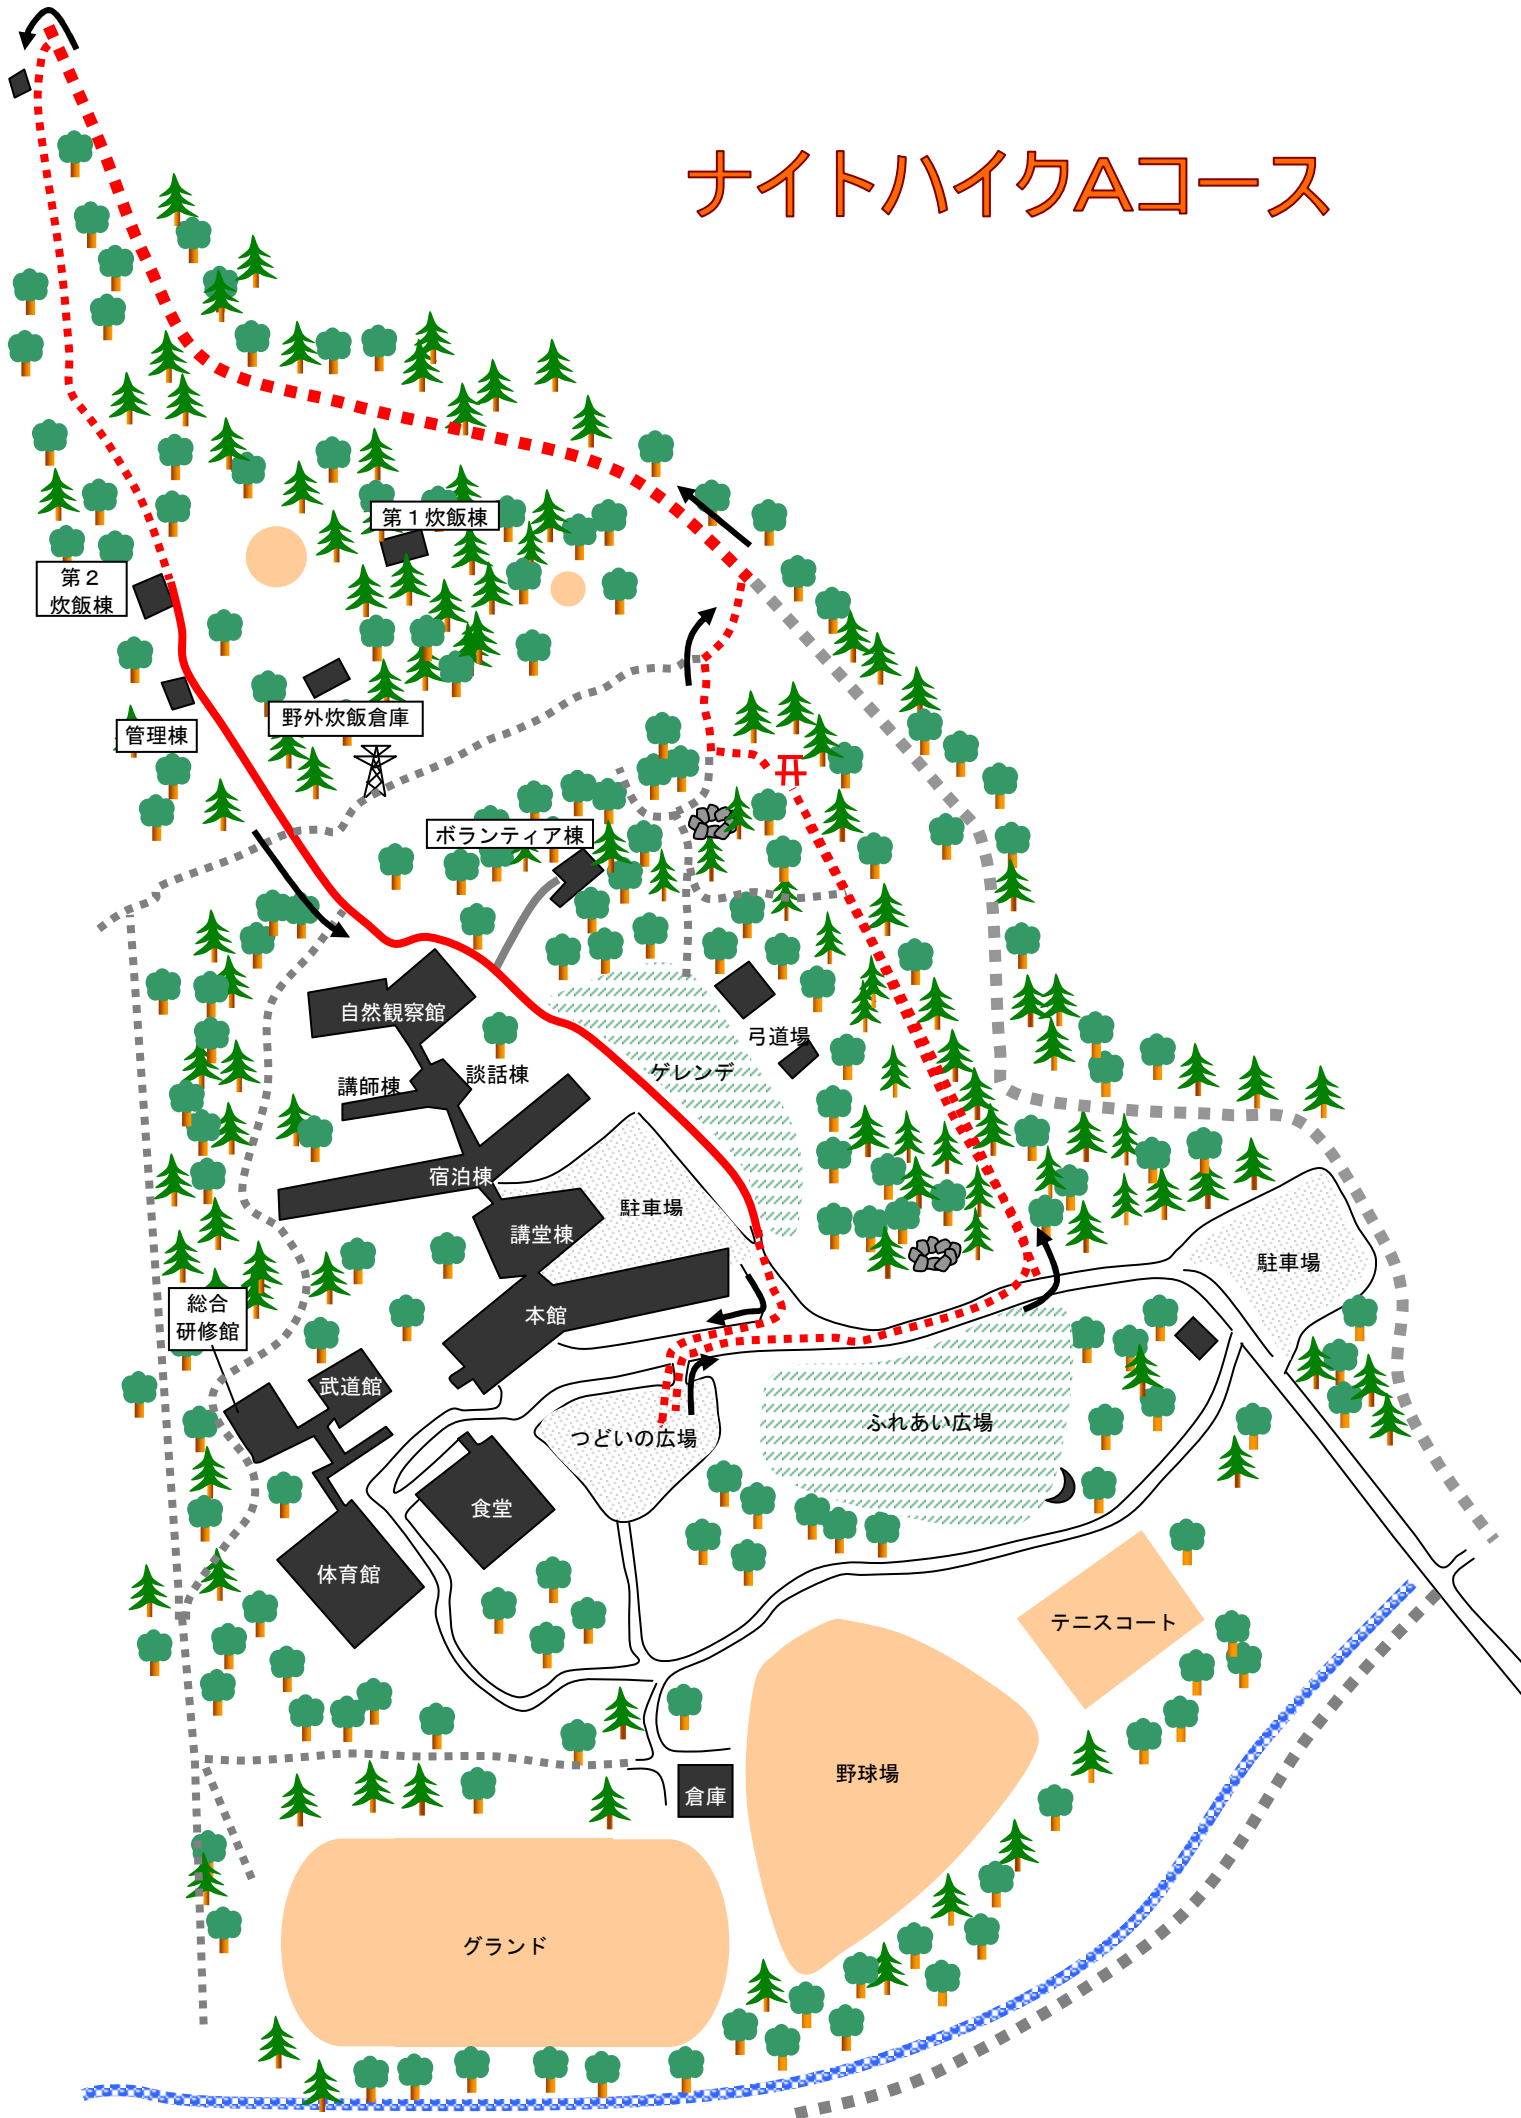 ナイトハイクAコース
第１炊飯棟
第２
炊飯棟
野外炊飯倉庫
管理棟
ボランティア棟
自然観察館
弓道場
談話棟
ゲレンデ
講師棟
宿泊棟
駐車場
講堂棟
駐車場
総合
研修館
本館
武道館
ふれあい広場
つどいの広場
食堂
体育館
テニスコート
野球場
倉庫
グランド